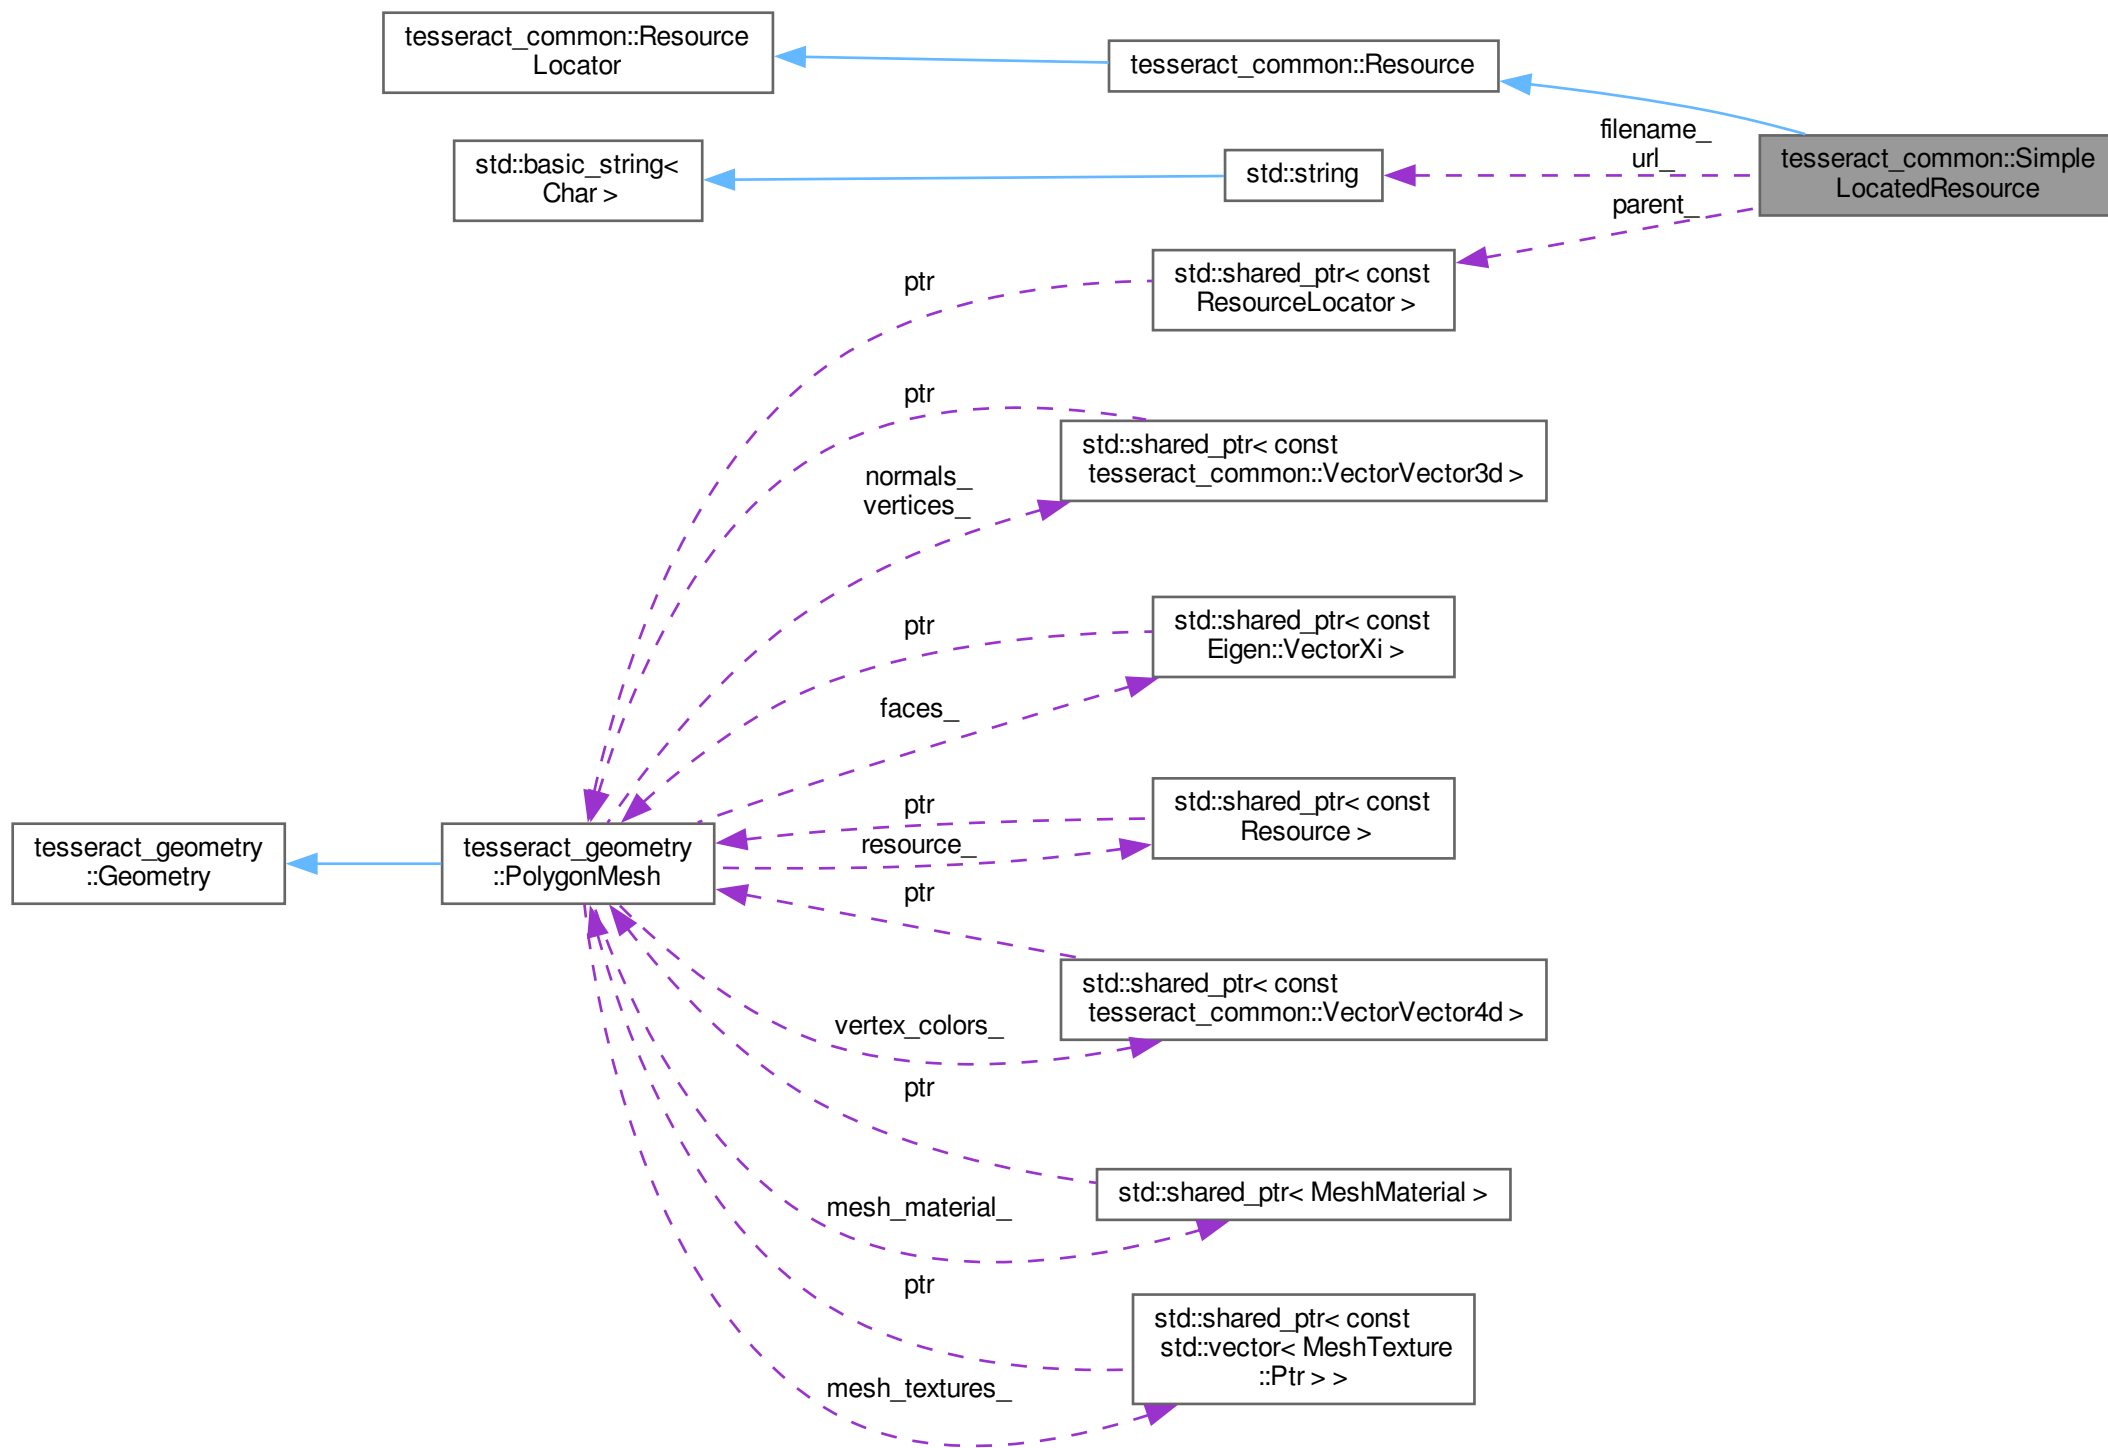 tesseract_common::Resource
Locator
tesseract_common::Resource
filename_
url_
tesseract_common::Simple
LocatedResource
std::basic_string<
Char >
std::string
parent_
std::shared_ptr< const
ResourceLocator >
ptr
ptr
std::shared_ptr< const
tesseract_common::VectorVector3d >
normals_
vertices_
std::shared_ptr< const
Eigen::VectorXi >
ptr
faces_
std::shared_ptr< const
Resource >
ptr
resource_
tesseract_geometry
::Geometry
tesseract_geometry
::PolygonMesh
ptr
std::shared_ptr< const
tesseract_common::VectorVector4d >
vertex_colors_
ptr
std::shared_ptr< MeshMaterial >
mesh_material_
ptr
std::shared_ptr< const
std::vector< MeshTexture
::Ptr > >
mesh_textures_